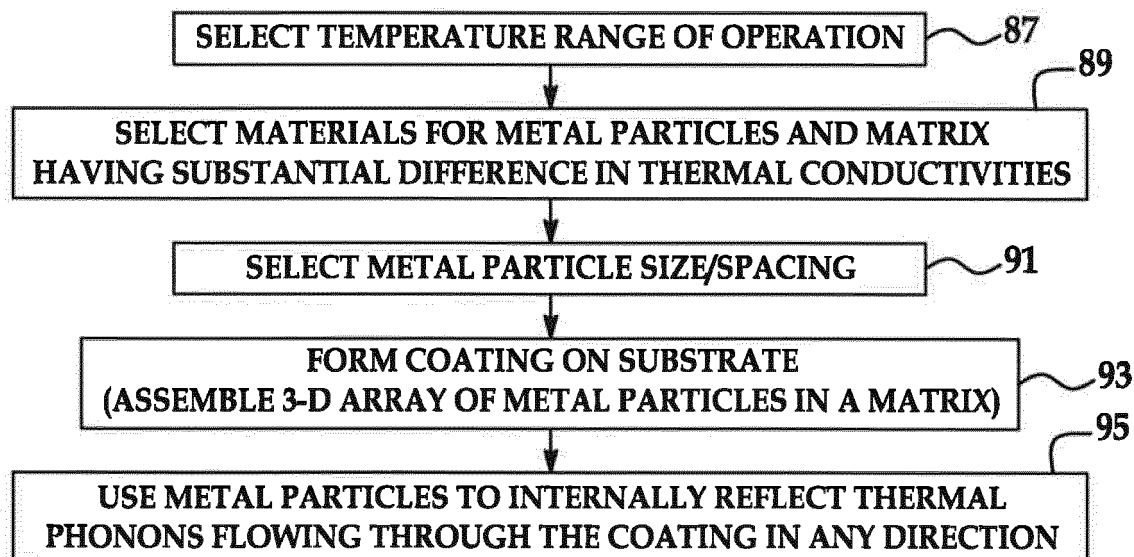 SELECT TEMPERATURE RANGE OF OPERATION
87
89
SELECT MATERIALS FOR METAL PARTICLES AND MATRIX
HAVING SUBSTANTIAL DIFFERENCE IN THERMAL CONDUCTIVITIES
SELECT METAL PARTICLE SIZE/SPACING
91
FORM COATING ON SUBSTRATE
(ASSEMBLE 3-D ARRAY OF METAL PARTICLES IN A MATRIX)
93
95
USE METAL PARTICLES TO INTERNALLY REFLECT THERMAL
PHONONS FLOWING THROUGH THE COATING IN ANY DIRECTION